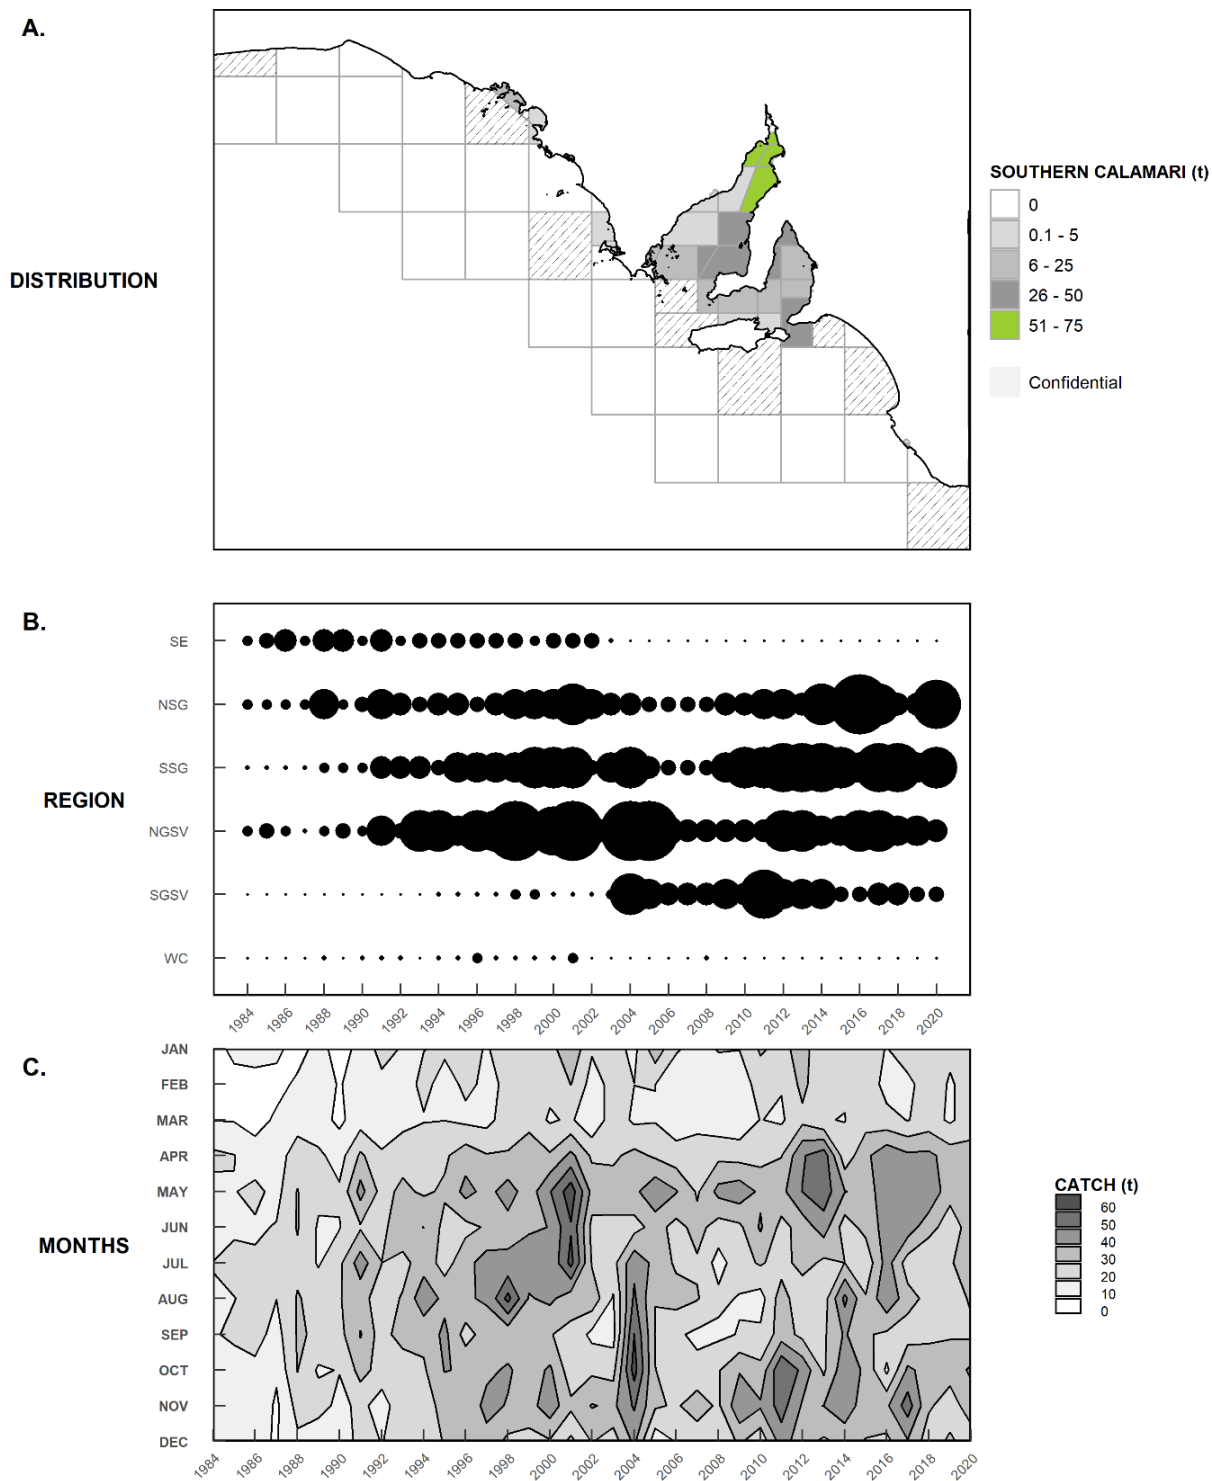 A.
DISTRIBUTION
SOUTHERN CALAMARI (t)
0
0.1 - 5
6 - 25
26 - 50
51 - 75
Confidential
B.
REGION
SE
NSG
SSG
NGSV
SGSV
WC
1984 1986 1988 1990 1992 1994 1996 1998 2000 2002 2004 2006 2008 2010 2012 2014 2016 2018 2020
C.
MONTHS
JAN
FEB
MAR
APR
MAY
JUN
JUL
AUG
SEP
OCT
NOV
DEC
1984 1986 1988 1990 1992 1994 1996 1998 2000 2002 2004 2006 2008 2010 2012 2014 2016 2018 2020
CATCH (t)
60
50
40
30
20
10
0